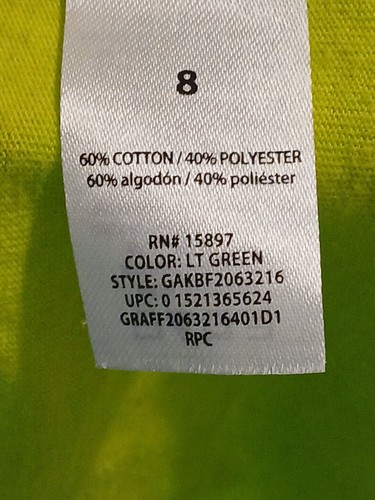 8
60% COTTON / 40% POLYESTER
60% algodón / 40% poliéster
RN# 15897
COLOR: LT GREEN
STYLE: GAKBF2063216
UPC: 0 1521365624
GRAFF2063216401D1
RPC